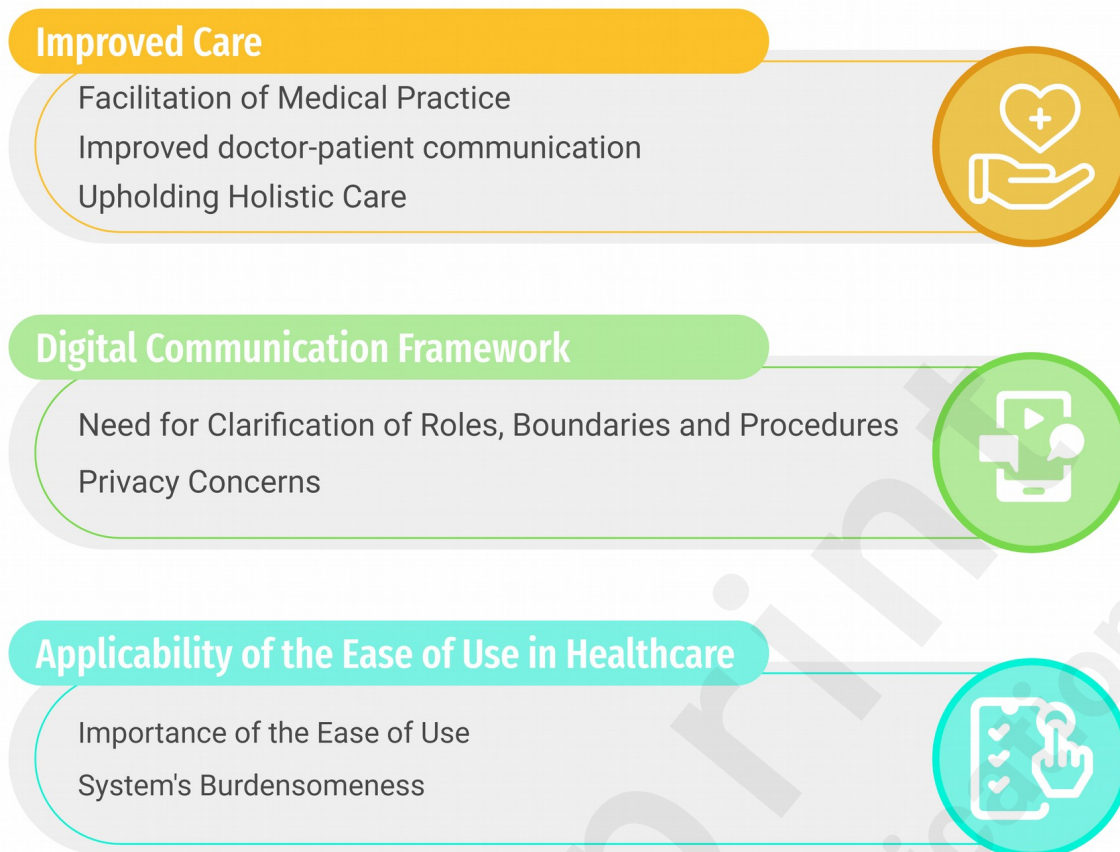 Improved Care
Facilitation of Medical Practice
Improved doctor-patient communication
Upholding Holistic Care
Digital Communication Framework
Need for Clarification of Roles, Boundaries and Procedures
Privacy Concerns
Applicability of the Ease of Use in Healthcare
Importance of the Ease of Use
System's Burdensomeness